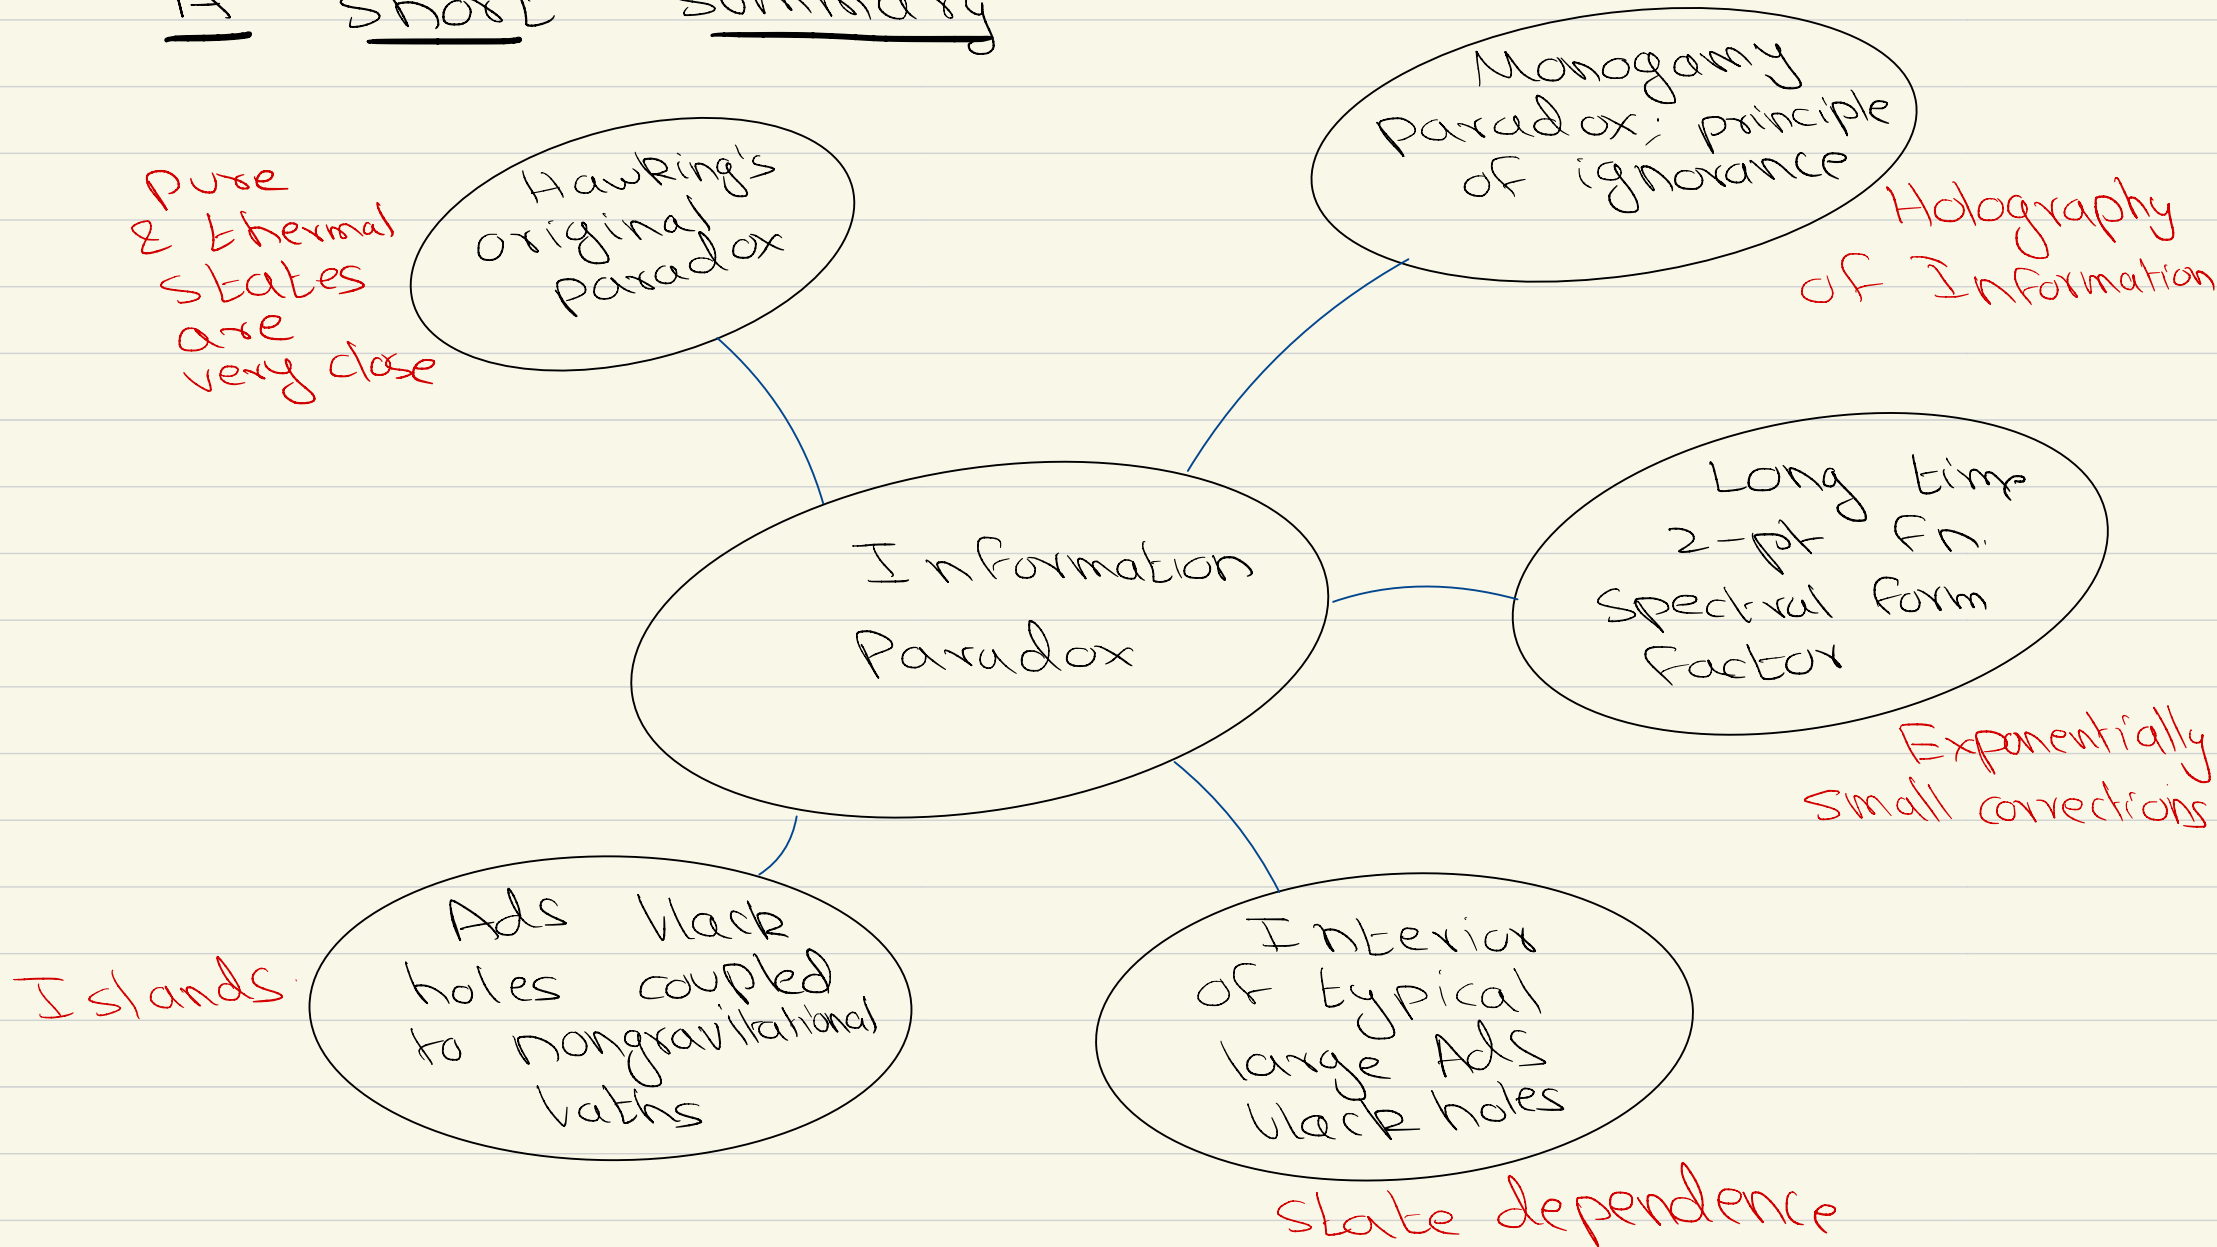 A short summary
Hawking's
original
paradox
pure
& thermal
states
are
very close
Monogamy
paradox; principle
of ignorance
Holography
of Information
Information
Paradox
Long time
2-pt fn.
spectral form
factor
Exponentially
small corrections
Ads black
holes coupled
to nongravitational
baths
Islands
Interior
of typical
large Ads
black holes
state dependence